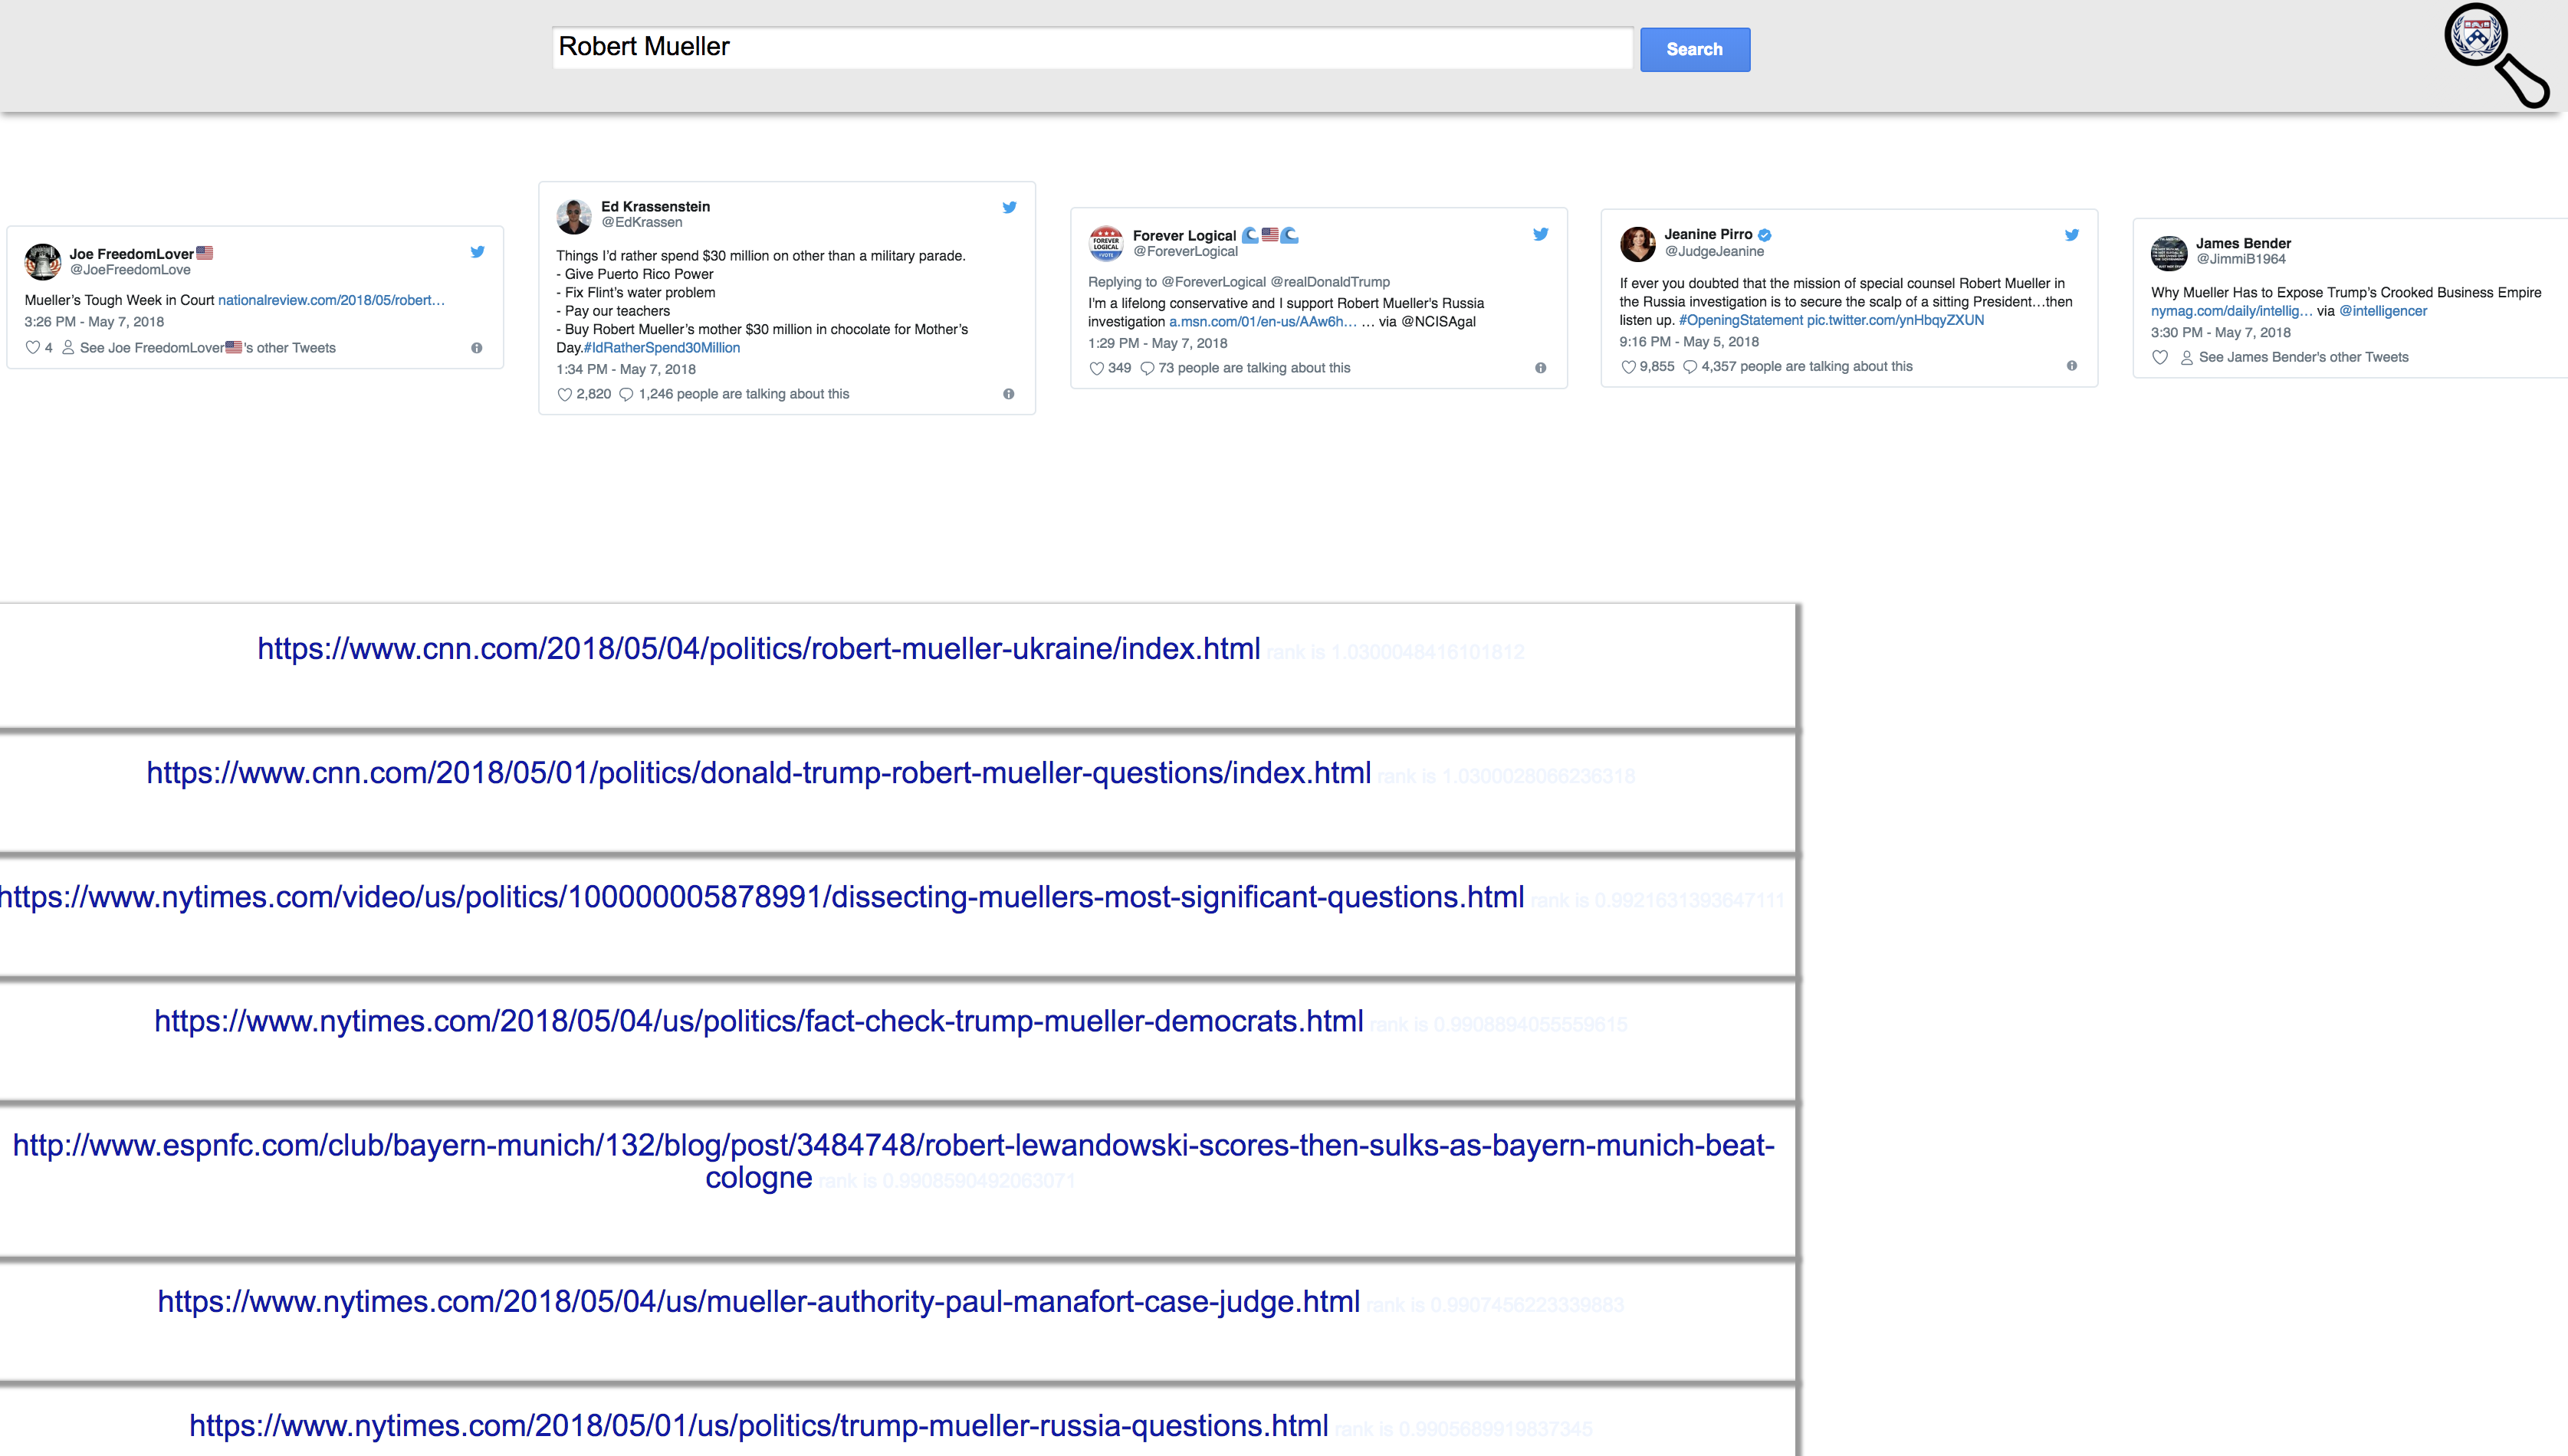 Robert Mueller
Search
Joe FreedomLover🇺🇸
@JoeFreedomLove
Mueller's Tough Week in Court nationalreview.com/2018/05/robert…
3:26 PM - May 7, 2018
4 See Joe FreedomLover🇺🇸's other Tweets
Ed Krassenstein
@EdKrassen
Things I'd rather spend $30 million on other than a military parade.
- Give Puerto Rico Power
- Fix Flint's water problem
- Pay our teachers
- Buy Robert Mueller's mother $30 million in chocolate for Mother's
Day.#IdRatherSpend30Million
1:34 PM - May 7, 2018
2,820 1,246 people are talking about this
Forever Logical 🌊🇺🇸🌊
@ForeverLogical
Replying to @ForeverLogical @realDonaldTrump
I'm a lifelong conservative and I support Robert Mueller's Russia
investigation a.msn.com/01/en-us/AAw6h… … via @NCISAgal
1:29 PM - May 7, 2018
349 73 people are talking about this
Jeanine Pirro
@JudgeJeanine
If ever you doubted that the mission of special counsel Robert Mueller in
the Russia investigation is to secure the scalp of a sitting President…then
listen up. #OpeningStatement pic.twitter.com/ynHbqyZXUN
9:16 PM - May 5, 2018
9,855 4,357 people are talking about this
James Bender
@JimmiB1964
Why Mueller Has to Expose Trump's Crooked Business Empire
nymag.com/daily/intellig… via @intelligencer
3:30 PM - May 7, 2018
See James Bender's other Tweets
https://www.cnn.com/2018/05/04/politics/robert-mueller-ukraine/index.html rank is 1.0300048416101812
https://www.cnn.com/2018/05/01/politics/donald-trump-robert-mueller-questions/index.html rank is 1.0300028066236318
https://www.nytimes.com/video/us/politics/100000005878991/dissecting-muellers-most-significant-questions.html rank is 0.9921631393647111
https://www.nytimes.com/2018/05/04/us/politics/fact-check-trump-mueller-democrats.html rank is 0.9908894055559615
http://www.espnfc.com/club/bayern-munich/132/blog/post/3484748/robert-lewandowski-scores-then-sulks-as-bayern-munich-beat-
cologne rank is 0.9908590492063071
https://www.nytimes.com/2018/05/04/us/mueller-authority-paul-manafort-case-judge.html rank is 0.9907456223339883
https://www.nytimes.com/2018/05/01/us/politics/trump-mueller-russia-questions.html rank is 0.9905689919837345